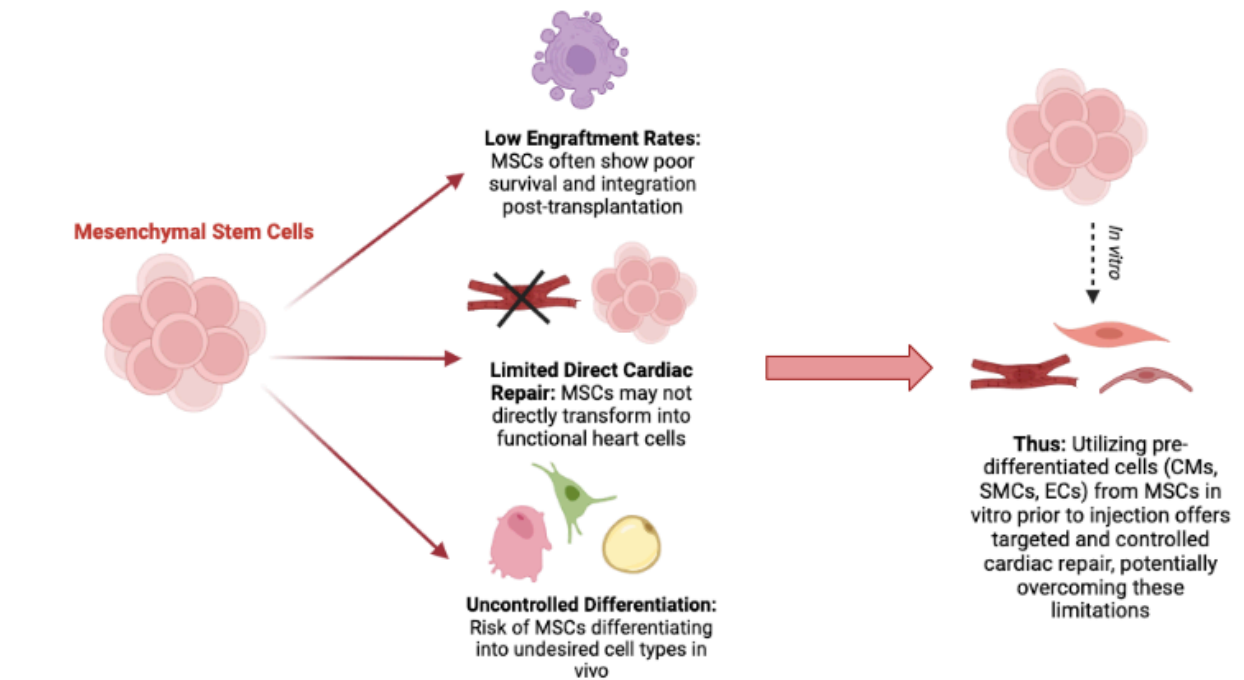 Mesenchymal Stem Cells
Low Engraftment Rates:
MSCs often show poor
survival and integration
post-transplantation
Limited Direct Cardiac
Repair: MSCs may not
directly transform into
functional heart cells
Uncontrolled Differentiation:
Risk of MSCs differentiating
into undesired cell types in
vivo
In vitro
Thus: Utilizing pre-
differentiated cells (CMs,
SMCs, ECs) from MSCs in
vitro prior to injection offers
targeted and controlled
cardiac repair, potentially
overcoming these
limitations